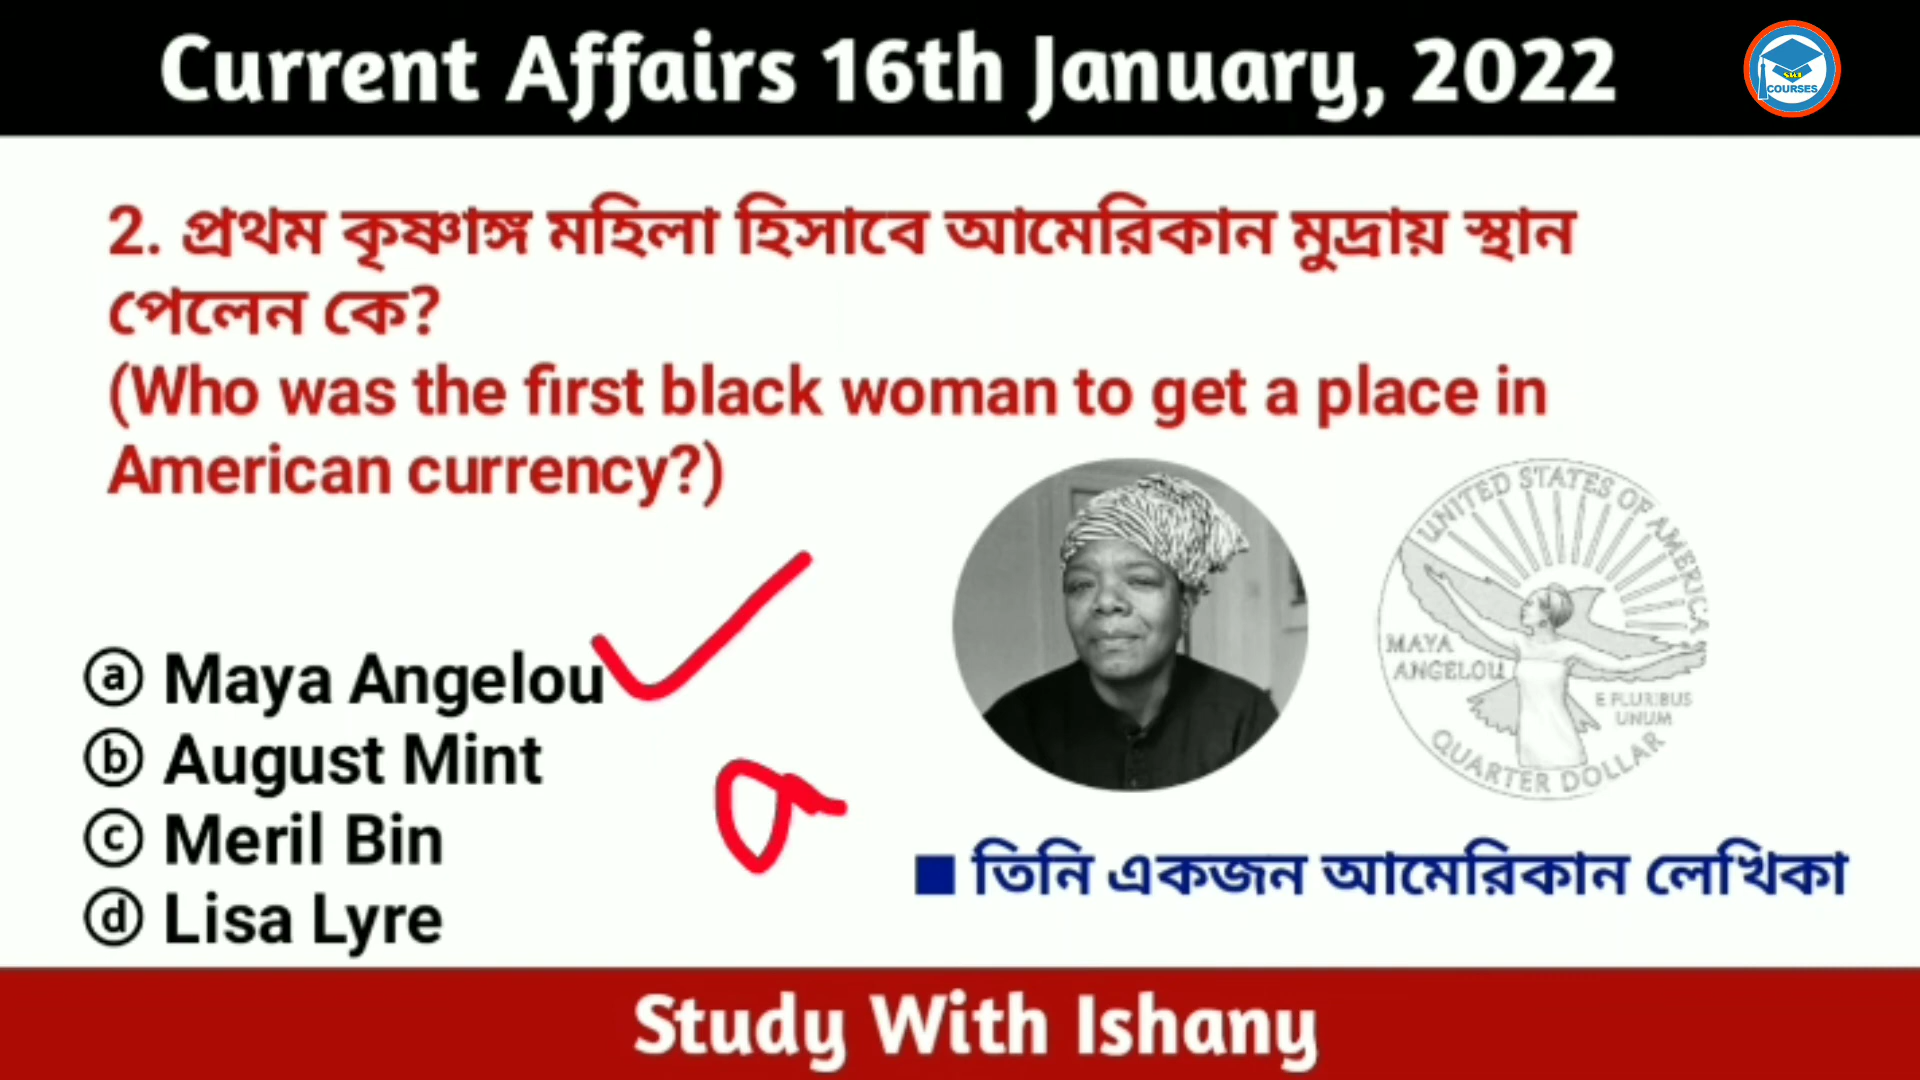 Current Affairs 16th January, 2022
SWI
COURSES
2. প্রথম কৃষ্ণাঙ্গ মহিলা হিসাবে আমেরিকান মুদ্রায় স্থান
পেলেন কে?
(Who was the first black woman to get a place in
American currency?)
UNITED STATES OF AMERICA
MAYA
ANGELOU
E PLURIBUS
UNUM
QUARTER DOLLAR
ⓐ Maya Angelou
ⓑ August Mint
ⓒ Meril Bin
ⓓ Lisa Lyre
a
■ তিনি একজন আমেরিকান লেখিকা
Study With Ishany